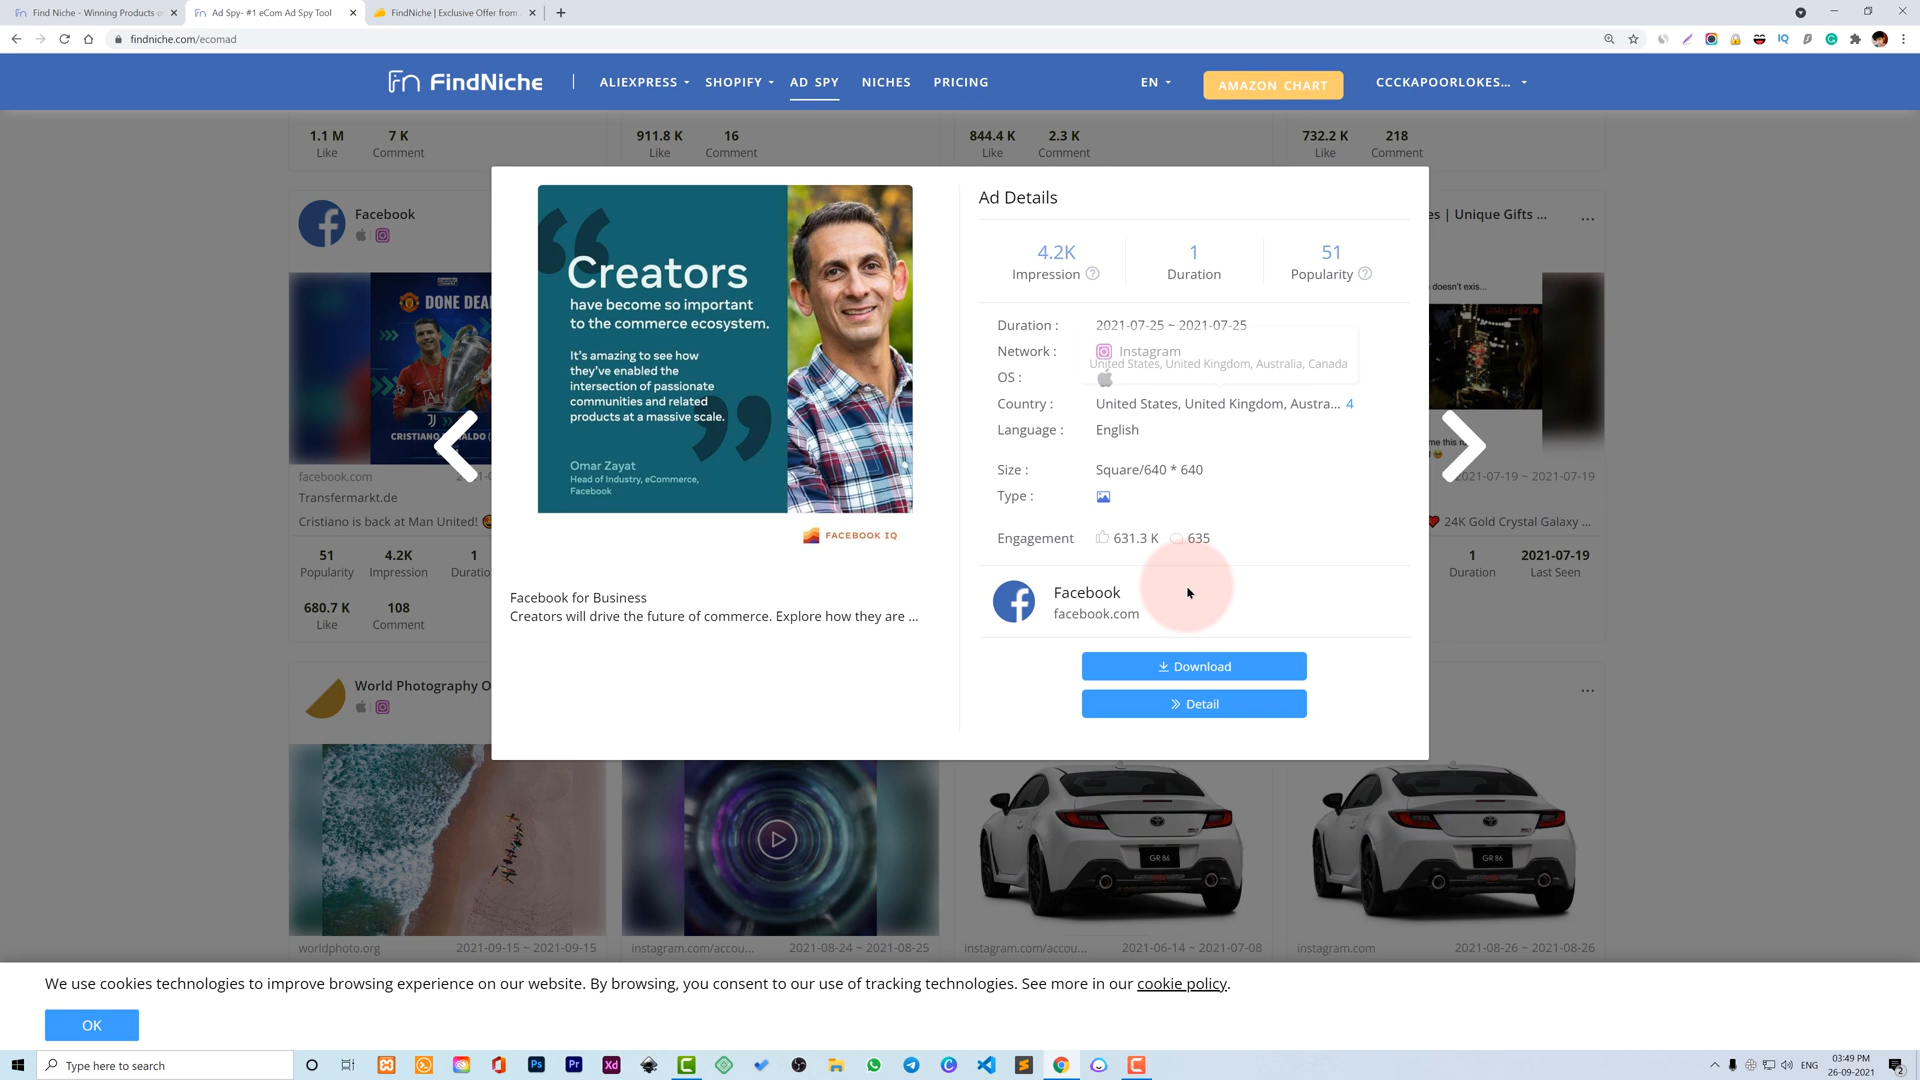 Find Niche - Winning Products o
Ad Spy- #1 eCom Ad Spy Tool
FindNiche | Exclusive Offer from
findniche.com/ecomad
FindNiche
ALIEXPRESS
SHOPIFY
AD SPY
NICHES
PRICING
EN
AMAZON CHART
CCCKAPOORLOKES...
1.1 M
7 K
911.8 K
16
844.4 K
2.3 K
732.2 K
218
Like
Comment
Like
Comment
Like
Comment
Like
Comment
Facebook
DONE DEA
CRISTIANO
facebook.com
Transfermarkt.de
Cristiano is back at Man United!
51
4.2K
1
Popularity
Impression
Duratio
680.7 K
108
Like
Comment
Creators
have become so important
to the commerce ecosystem.
It's amazing to see how
they've enabled the
intersection of passionate
communities and related
products at a massive scale.
Omar Zayat
Head of Industry, eCommerce,
Facebook
FACEBOOK IQ
Facebook for Business
Creators will drive the future of commerce. Explore how they are ...
Ad Details
4.2K
1
51
Impression
Duration
Popularity
Duration :
2021-07-25 ~ 2021-07-25
Network :
Instagram
United States, United Kingdom, Australia, Canada
OS :
Country :
United States, United Kingdom, Austra... 4
Language :
English
Size :
Square/640 * 640
Type :
Engagement
631.3 K
635
Facebook
facebook.com
Download
Detail
es | Unique Gifts ...
doesn't exis...
me this
2021-07-19 ~ 2021-07-19
24K Gold Crystal Galaxy ...
1
2021-07-19
Duration
Last Seen
World Photography O
GR 86
GR 86
worldphoto.org
2021-09-15 ~ 2021-09-15
instagram.com/accou...
2021-08-24 ~ 2021-08-25
instagram.com/accou...
2021-06-14 ~ 2021-07-08
instagram.com
2021-08-26 ~ 2021-08-26
We use cookies technologies to improve browsing experience on our website. By browsing, you consent to our use of tracking technologies. See more in our cookie policy.
OK
Type here to search
Ps
Pr
Xd
ENG
03:49 PM
26-09-2021
2